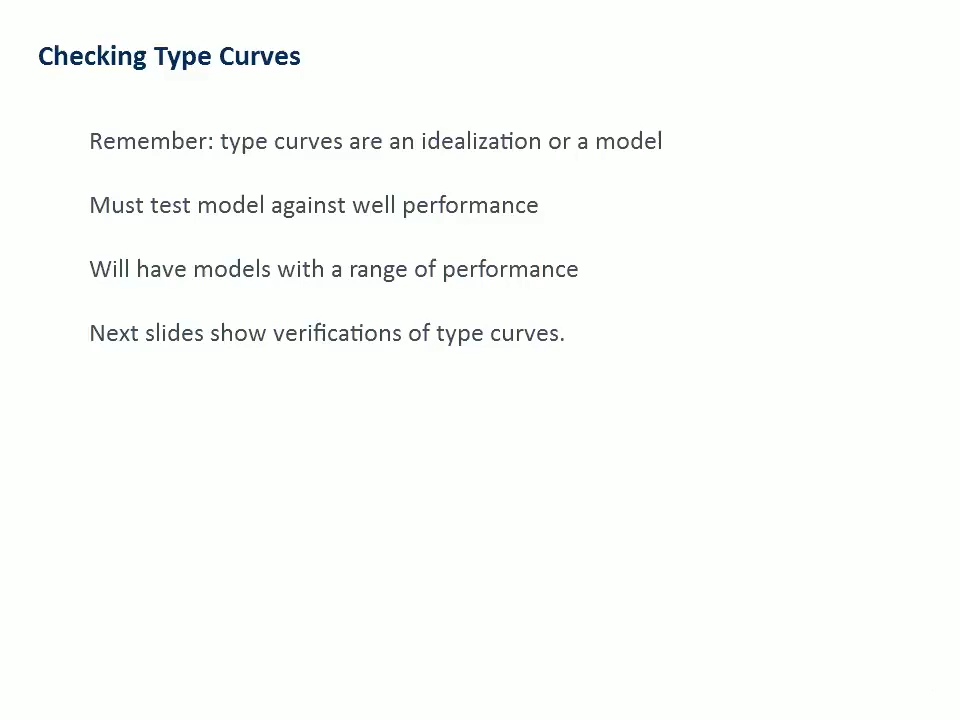 Checking Type Curves
Remember: type curves are an idealization or a model
Must test model against well performance
Will have models with a range of performance
Next slides show verifications of type curves.